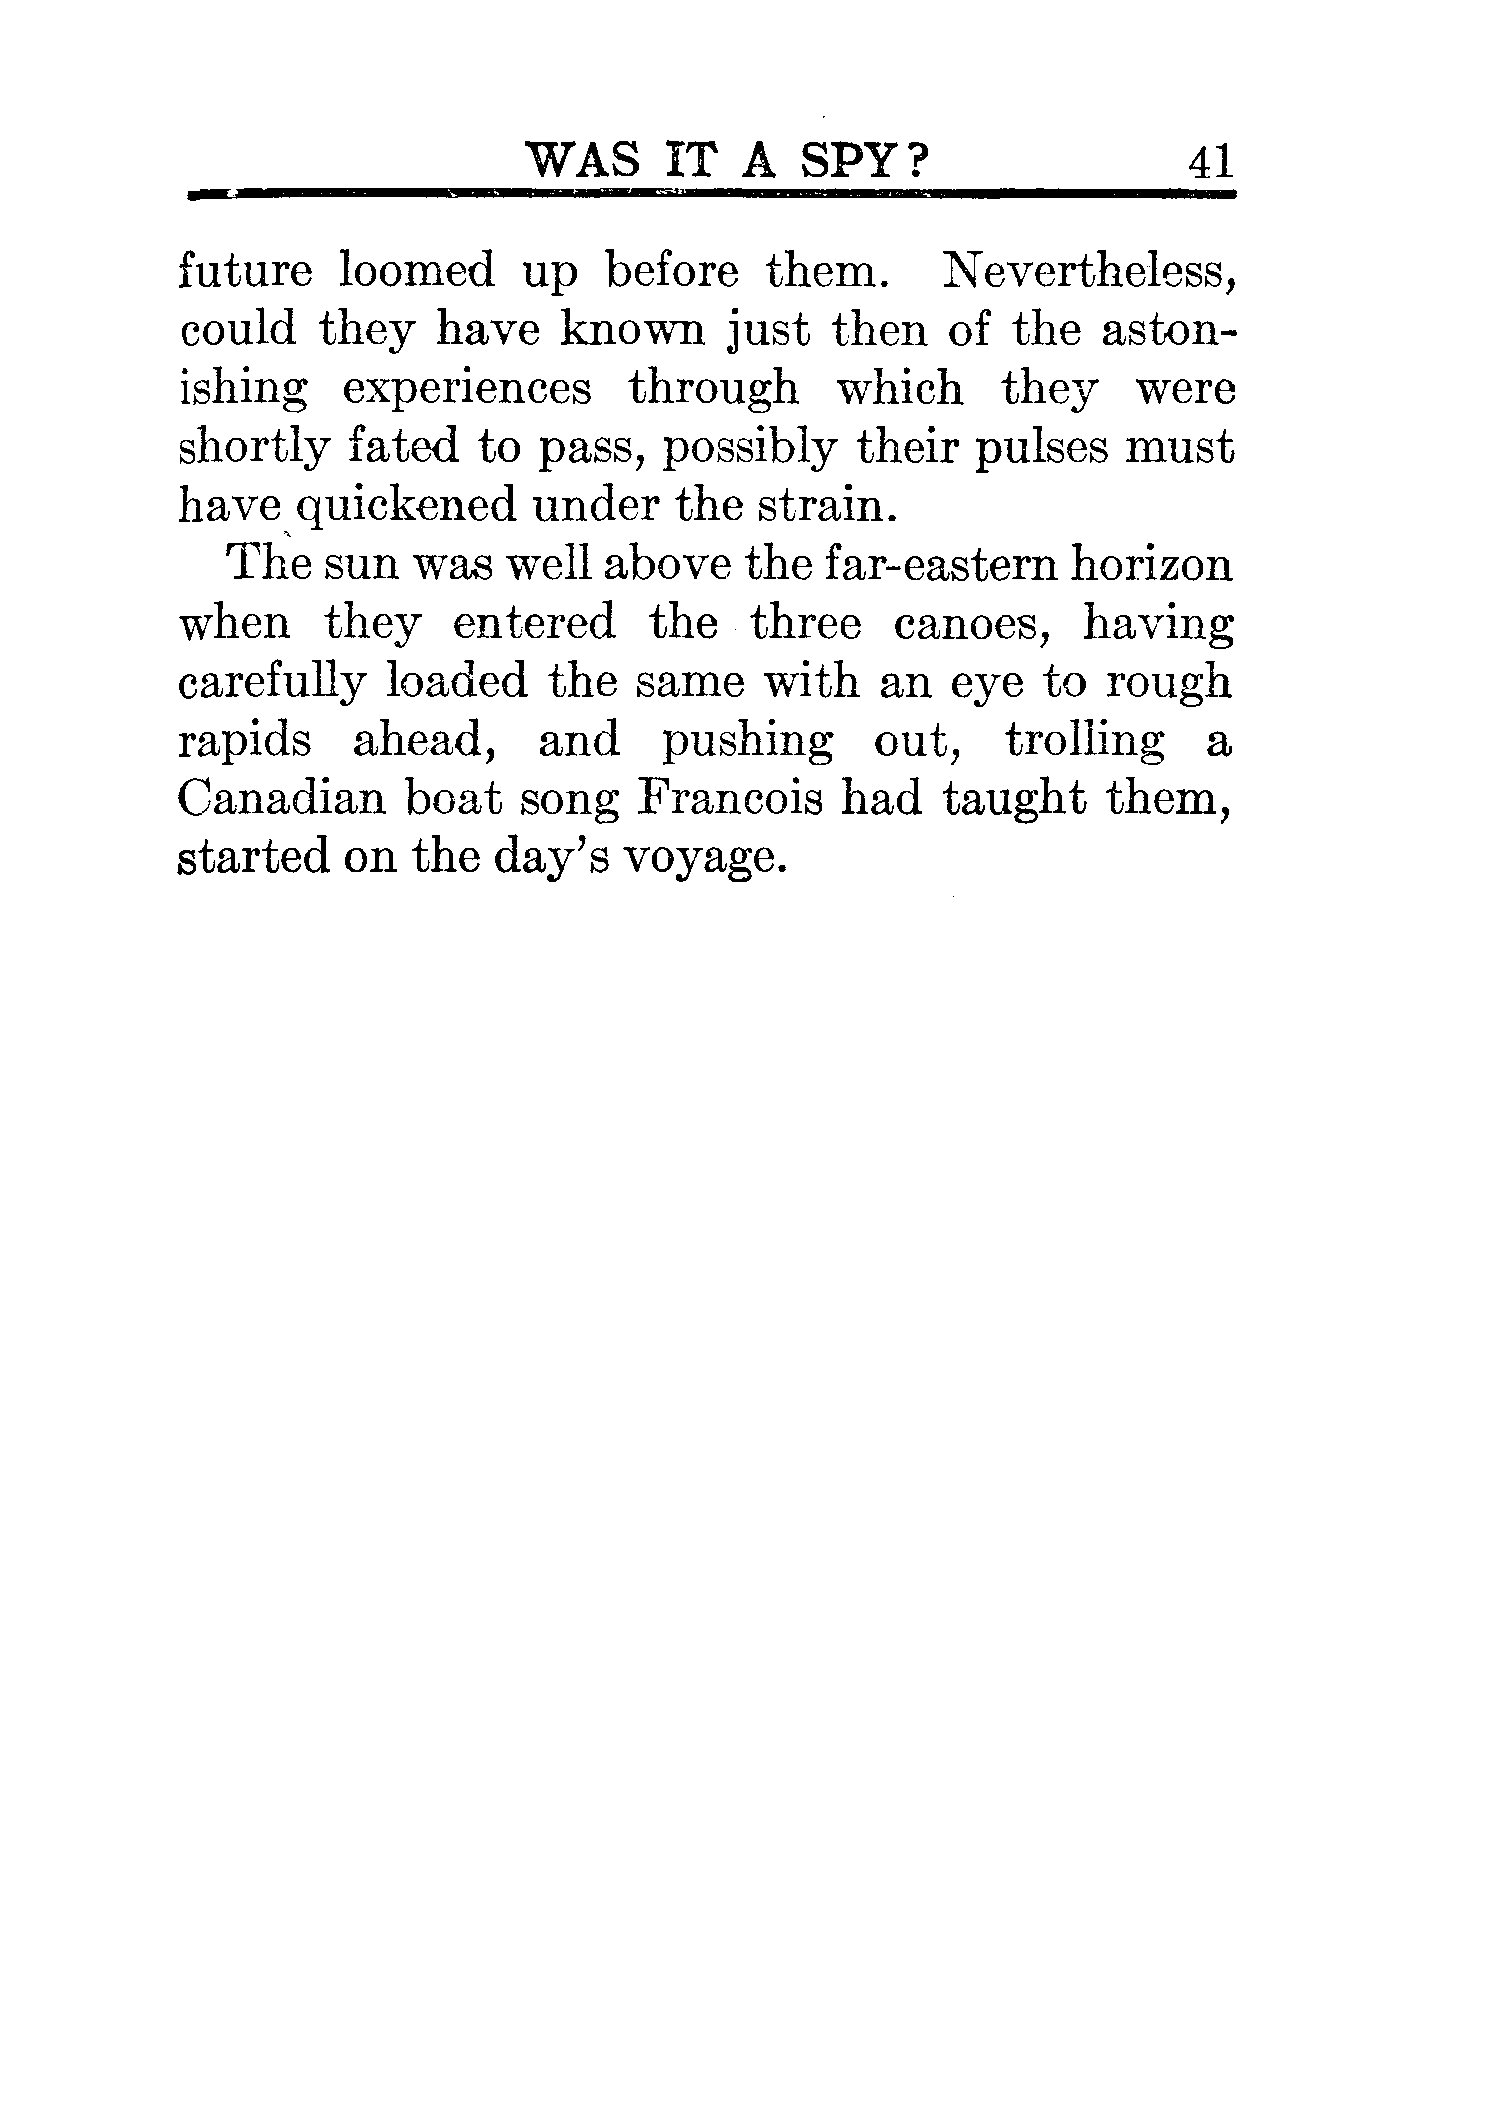 WAS IT A SPY? 41
future loomed up before them. Nevertheless,
could they have known just then of the aston-
ishing experiences through which they were
shortly fated to pass, possibly their pulses must
have quickened under the strain.
The sun was well above the far-eastern horizon
when they entered the three canoes, having
carefully loaded the same with an eye to rough
rapids ahead, and pushing out, trolling a
Canadian boat song Francois had taught them,
started on the day's voyage.